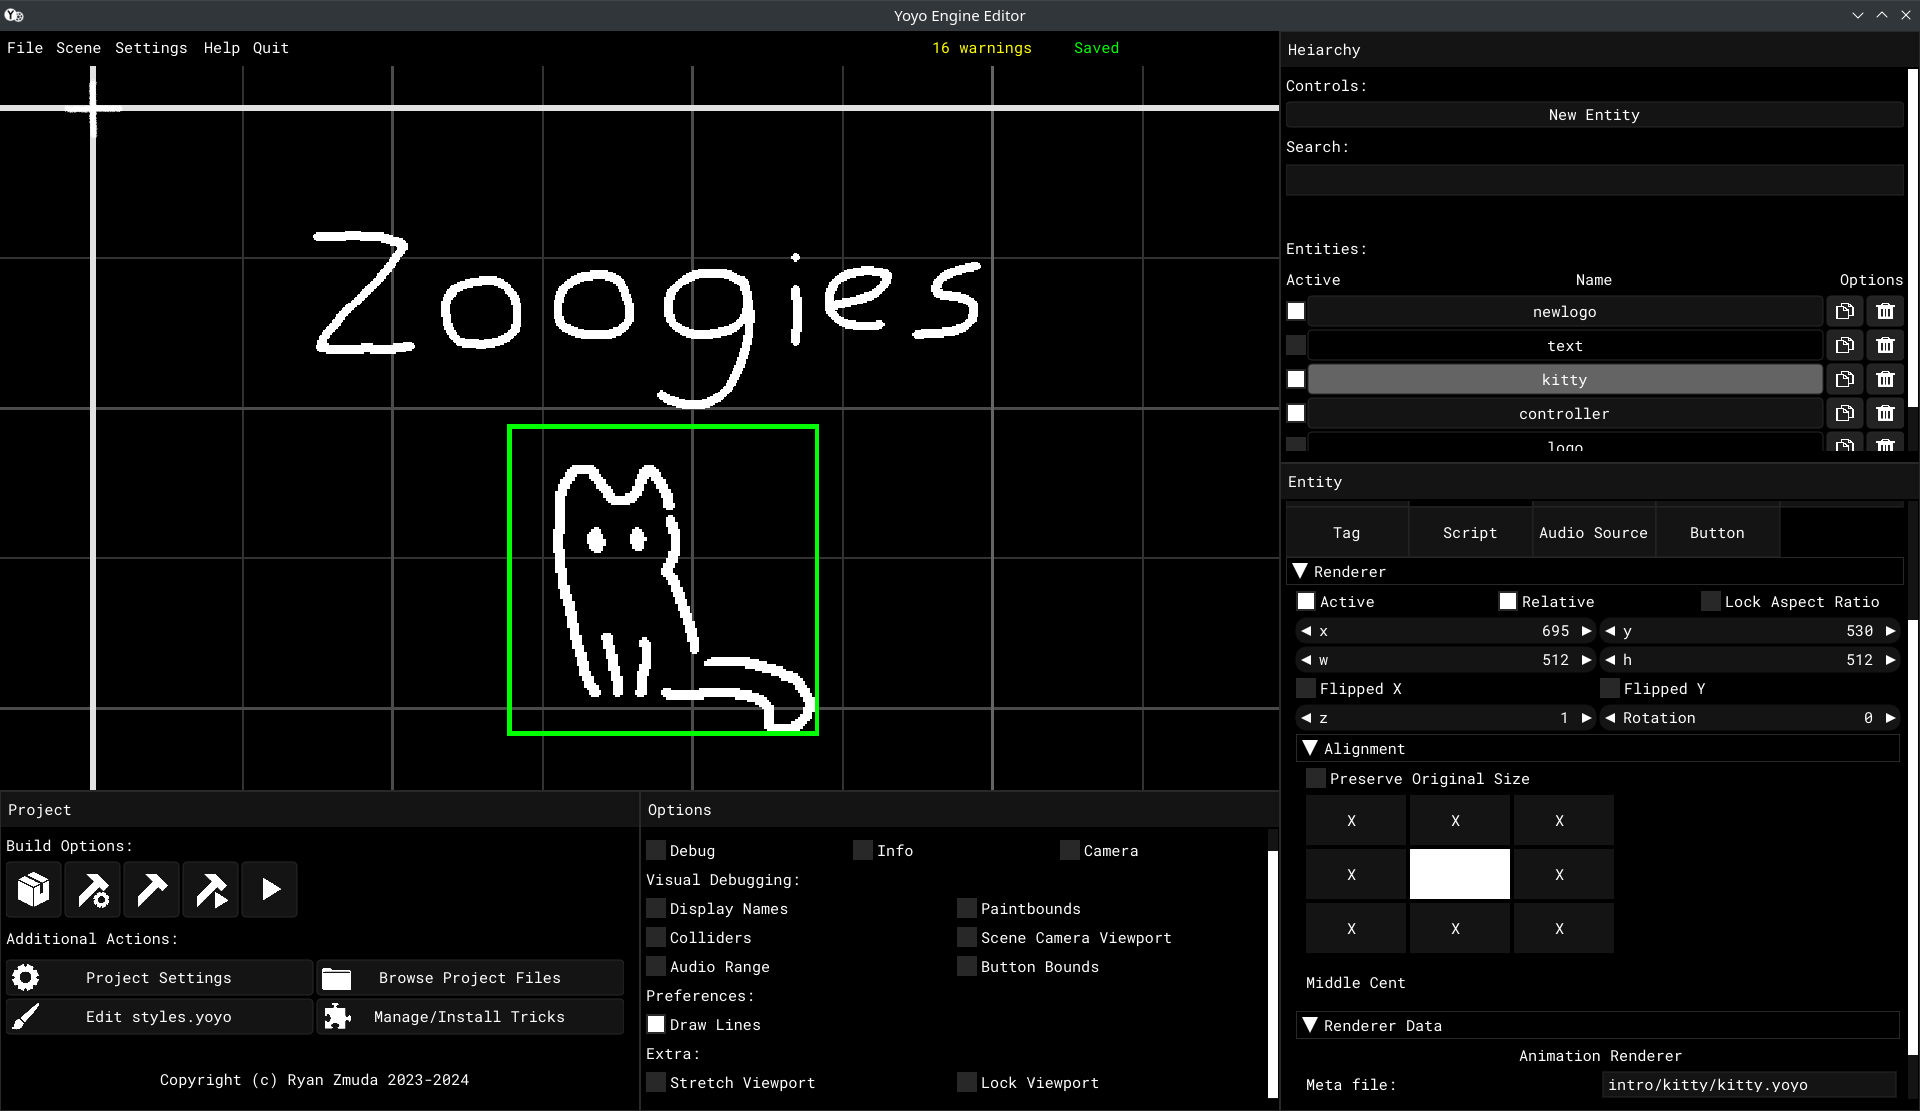 Yoyo Engine Editor
File Scene Settings Help Quit 16 warnings Saved
Zoogies
Heiarchy
Controls:
New Entity
Search:
Entities:
Active Name Options
newlogo
text
kitty
controller
logo
Entity
Tag Script Audio Source Button
Renderer
Active Relative Lock Aspect Ratio
x 695 y 530
w 512 h 512
Flipped X Flipped Y
z 1 Rotation 0
Alignment
Preserve Original Size
X X X
X X
X X X
Middle Cent
Renderer Data
Animation Renderer
Meta file: intro/kitty/kitty.yoyo
Project
Build Options:
Additional Actions:
Project Settings Browse Project Files
Edit styles.yoyo Manage/Install Tricks
Copyright (c) Ryan Zmuda 2023-2024
Options
Debug Info Camera
Visual Debugging:
Display Names Paintbounds
Colliders Scene Camera Viewport
Audio Range Button Bounds
Preferences:
Draw Lines
Extra:
Stretch Viewport Lock Viewport